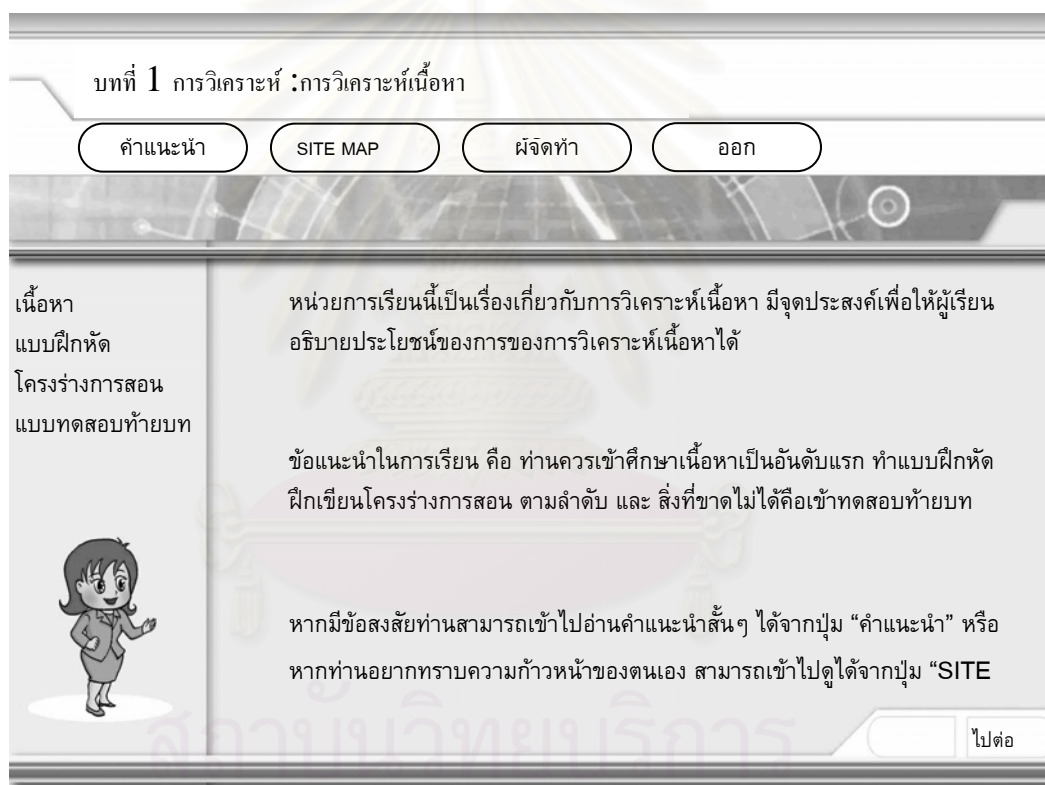 บทที่ 1 การวิเคราะห์ :การวิเคราะห์เนื้อหา
คำแนะนำ
SITE MAP
ผู้จัดทำ
ออก
เนื้อหา
แบบฝึกหัด
โครงร่างการสอน
แบบทดสอบท้ายบท
หน่วยการเรียนนี้เป็นเรื่องเกี่ยวกับการวิเคราะห์เนื้อหา มีจุดประสงค์เพื่อให้ผู้เรียน
อธิบายประโยชน์ของการของการวิเคราะห์เนื้อหาได้
ข้อแนะนำในการเรียน คือ ท่านควรเข้าศึกษาเนื้อหาเป็นอันดับแรก ทำแบบฝึกหัด
ฝึกเขียนโครงร่างการสอน ตามลำดับ และ สิ่งที่ขาดไม่ได้คือเข้าทดสอบท้ายบท
หากมีข้อสงสัยท่านสามารถเข้าไปอ่านคำแนะนำสั้นๆ ได้จากปุ่ม “คำแนะนำ” หรือ
หากท่านอยากทราบความก้าวหน้าของตนเอง สามารถเข้าไปดูได้จากปุ่ม “SITE
สถาบันวิทยบริการ
ไปต่อ